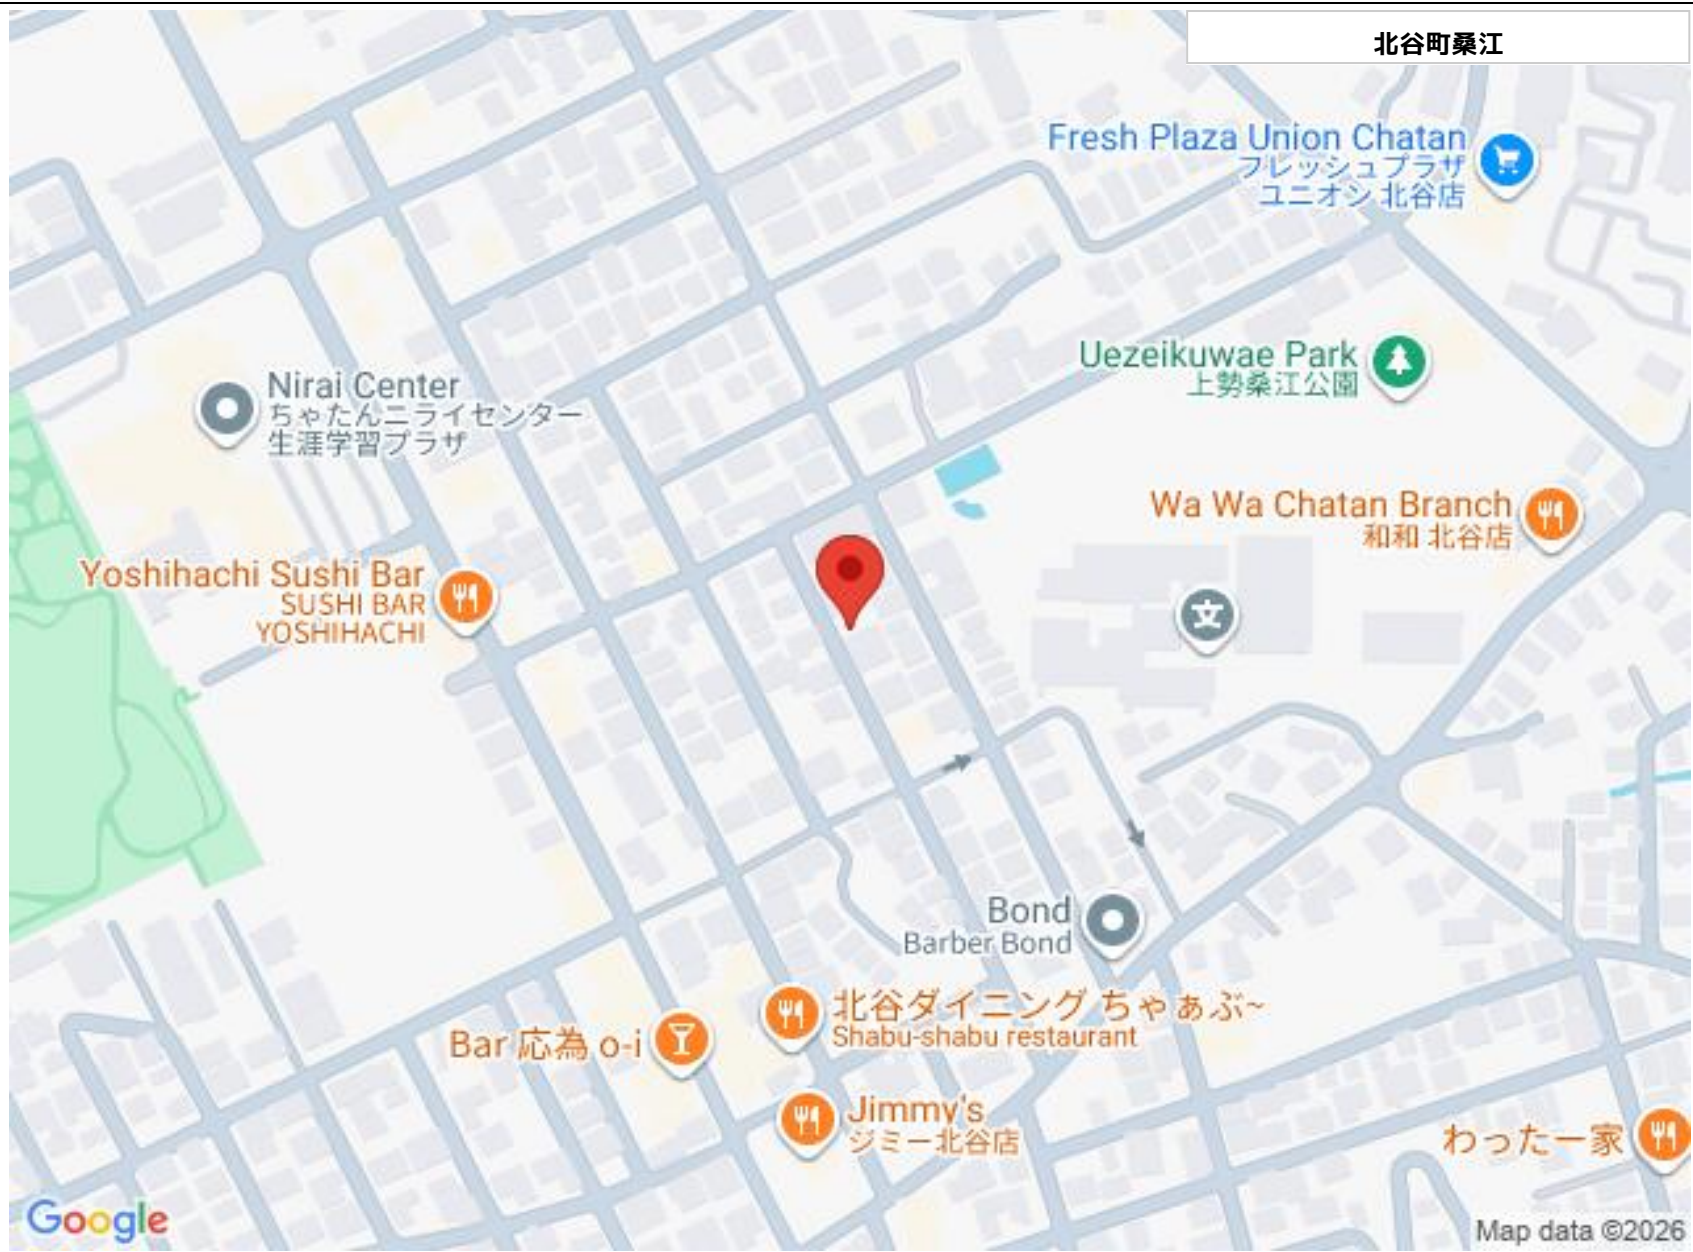 北谷町桑江
Fresh Plaza Union Chatan
フレッシュプラザ
ユニオン 北谷店
Uezeikuwae Park
上勢桑江公園
Nirai Center
ちゃたんニライセンター
生涯学習プラザ
Wa Wa Chatan Branch
和和 北谷店
Yoshihachi Sushi Bar
SUSHI BAR
YOSHIHACHI
文
Bond
Barber Bond
北谷ダイニング ちゃぁぶ~
Shabu-shabu restaurant
Bar 応為 o-i
Jimmy's
ジミー北谷店
わったー家
Google
Map data ©2026